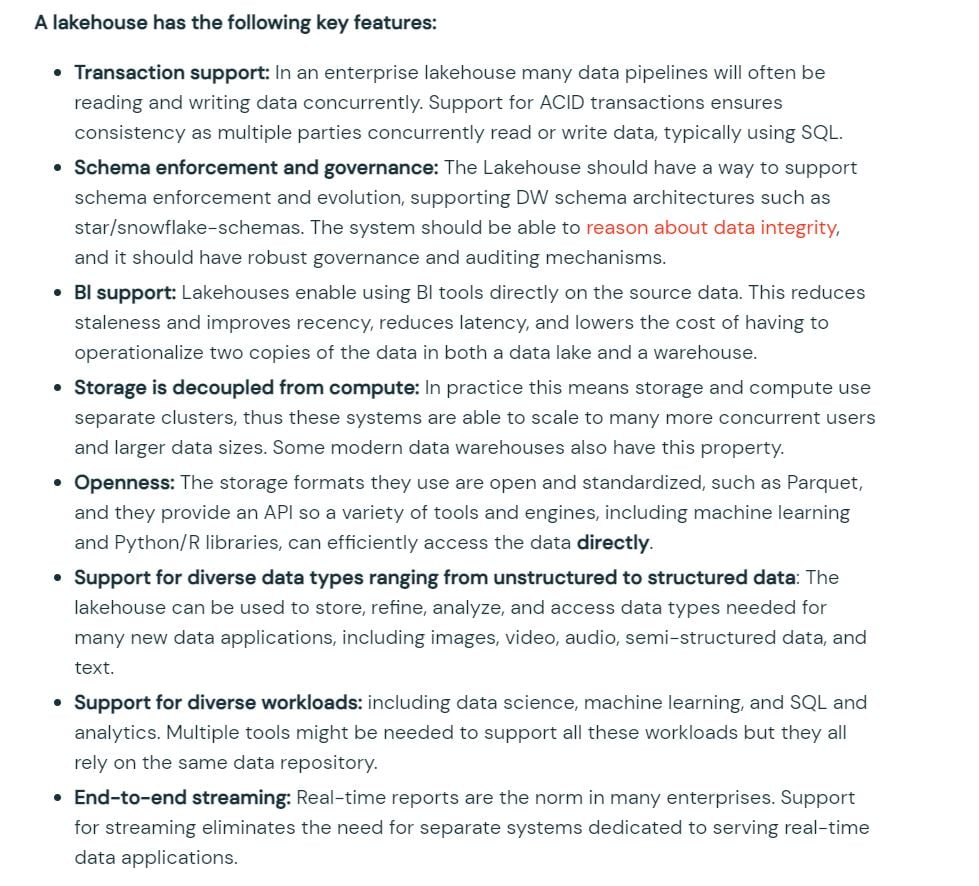 A lakehouse has the following key features:
• Transaction support: In an enterprise lakehouse many data pipelines will often be
reading and writing data concurrently. Support for ACID transactions ensures
consistency as multiple parties concurrently read or write data, typically using SQL.
• Schema enforcement and governance: The Lakehouse should have a way to support
schema enforcement and evolution, supporting DW schema architectures such as
star/snowflake-schemas. The system should be able to reason about data integrity,
and it should have robust governance and auditing mechanisms.
• BI support: Lakehouses enable using BI tools directly on the source data. This reduces
staleness and improves recency, reduces latency, and lowers the cost of having to
operationalize two copies of the data in both a data lake and a warehouse.
• Storage is decoupled from compute: In practice this means storage and compute use
separate clusters, thus these systems are able to scale to many more concurrent users
and larger data sizes. Some modern data warehouses also have this property.
• Openness: The storage formats they use are open and standardized, such as Parquet,
and they provide an API so a variety of tools and engines, including machine learning
and Python/R libraries, can efficiently access the data directly.
• Support for diverse data types ranging from unstructured to structured data: The
lakehouse can be used to store, refine, analyze, and access data types needed for
many new data applications, including images, video, audio, semi-structured data, and
text.
• Support for diverse workloads: including data science, machine learning, and SQL and
analytics. Multiple tools might be needed to support all these workloads but they all
rely on the same data repository.
• End-to-end streaming: Real-time reports are the norm in many enterprises. Support
for streaming eliminates the need for separate systems dedicated to serving real-time
data applications.